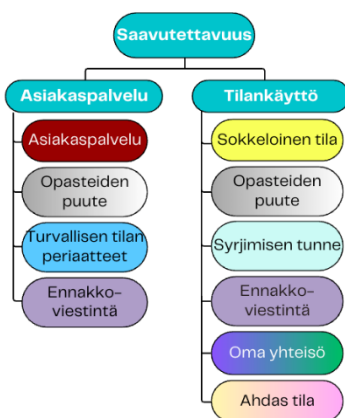 Saavutettavuus
Asiakaspalvelu
Asiakaspalvelu
Opasteiden
puute
Turvallisen tilan
periaatteet
Ennakko-
viestintä
Tilankäyttö
Sokkeloinen tila
Opasteiden
puute
Syrjimisen tunne
Ennakko-
viestintä
Oma yhteisö
Ahdas tila